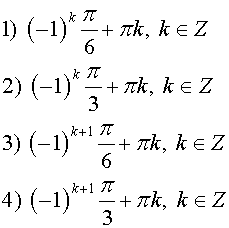 1) (−1)^k π/6 + πk, k ∈ Z
2) (−1)^k π/3 + πk, k ∈ Z
3) (−1)^{k+1} π/6 + πk, k ∈ Z
4) (−1)^{k+1} π/3 + πk, k ∈ Z